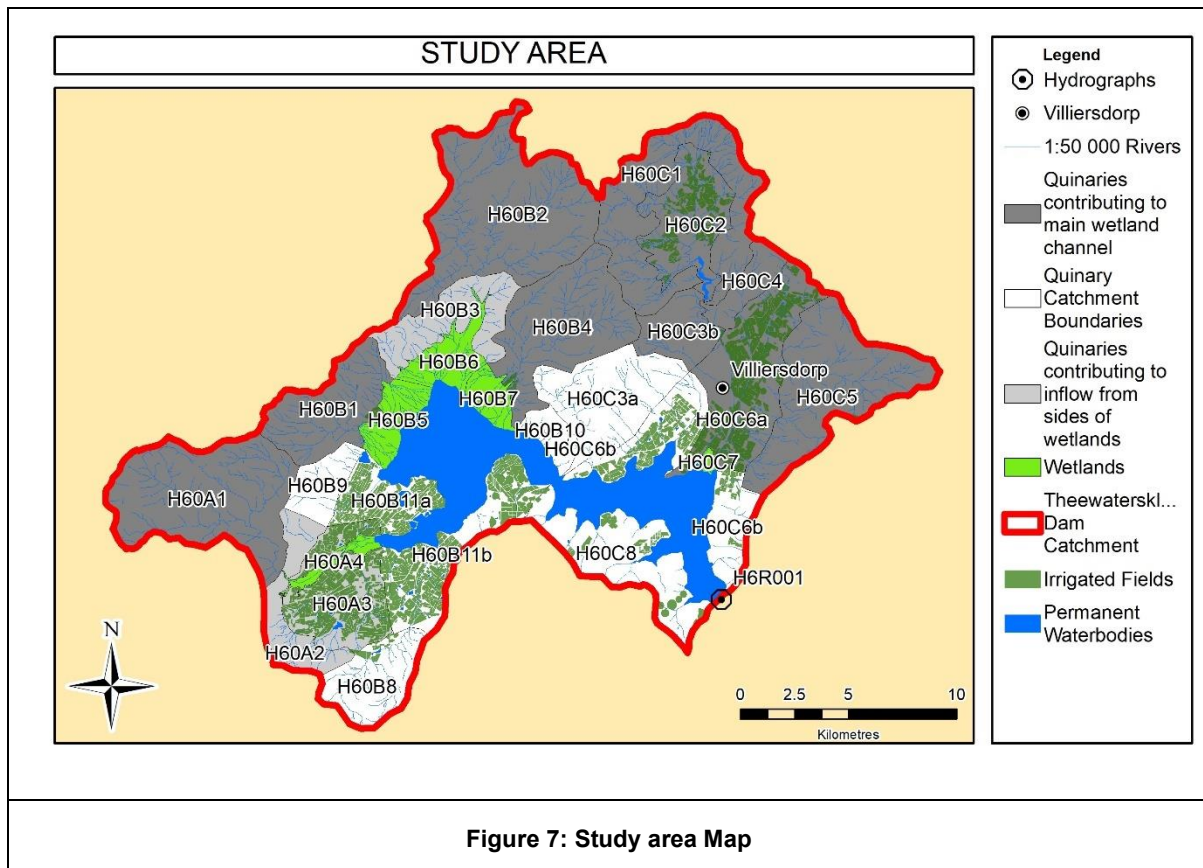 STUDY AREA
H60C1
H60B2
H60C2
H60C4
H60B3
H60B4
H60C3b
H60B6
Villiersdorp
H60C3a
H60C5
H60B7
H60B1
H60B5
H60C6a
H60B10
H60C6b
H60C7
H60B9
H60A1
H60B11a
H60C6b
H60B11b
H60C8
H60A4
H6R001
H60A3
H60A2
H60B8
N
0 2.5 5 10
Kilometres
Legend
Hydrographs
Villiersdorp
1:50 000 Rivers
Quinaries
contributing to
main wetland
channel
Quinary
Catchment
Boundaries
Quinaries
contributing to
inflow from
sides of
wetlands
Wetlands
Theewaterskl...
Dam
Catchment
Irrigated Fields
Permanent
Waterbodies
Figure 7: Study area Map